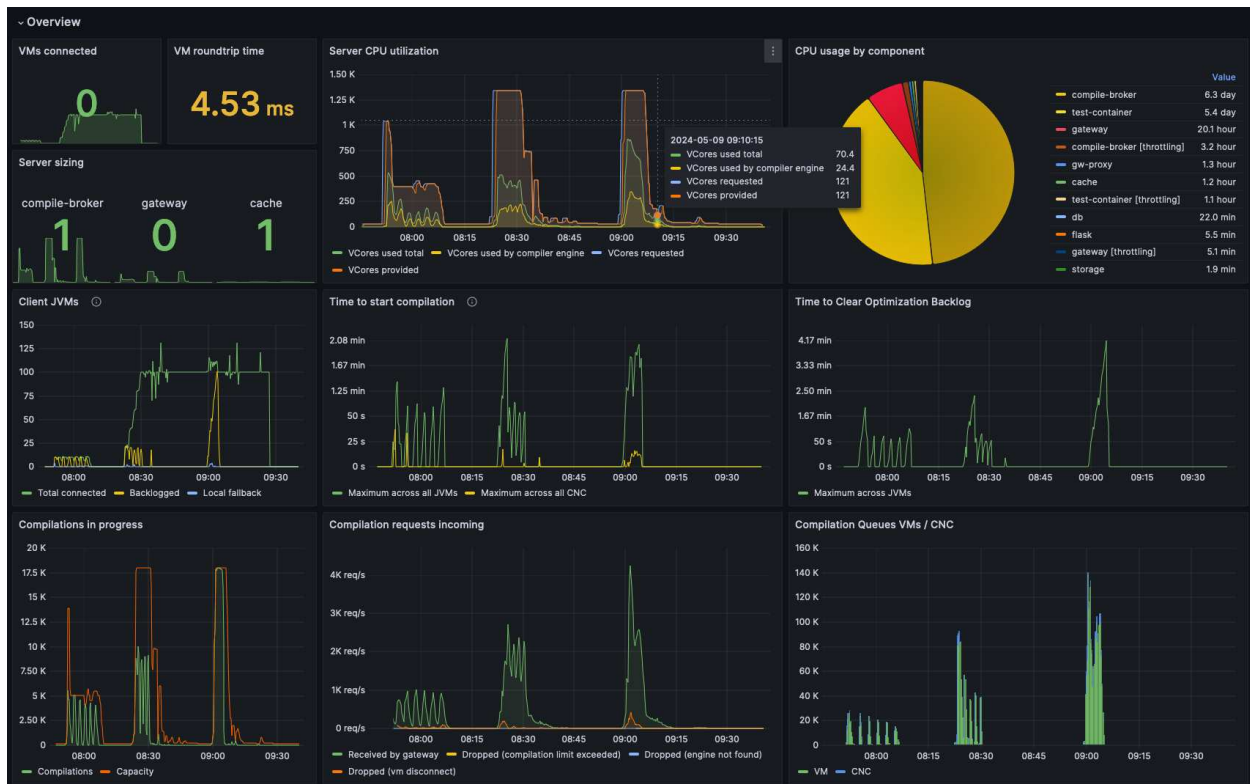 Overview
VMs connected
0
VM roundtrip time
4.53 ms
Server sizing
compile-broker
gateway
cache
1
0
1
Server CPU utilization
1.50 K
1.25 K
1 K
750
500
250
0
08:00 08:15 08:30 08:45 09:00 09:15 09:30
VCores used total VCores used by compiler engine VCores requested
VCores provided
2024-05-09 09:10:15
VCores used total 70.4
VCores used by compiler engine 24.4
VCores requested 121
VCores provided 121
CPU usage by component
Value
compile-broker 6.3 day
test-container 5.4 day
gateway 20.1 hour
compile-broker [throttling] 3.2 hour
gw-proxy 1.3 hour
cache 1.2 hour
test-container [throttling] 1.1 hour
db 22.0 min
flask 5.5 min
gateway [throttling] 5.1 min
storage 1.9 min
Client JVMs
150
125
100
75
50
25
0
08:00 08:30 09:00 09:30
Total connected Backlogged Local fallback
Time to start compilation
2.08 min
1.67 min
1.25 min
50 s
25 s
0 s
08:00 08:15 08:30 08:45 09:00 09:15 09:30
Maximum across all JVMs Maximum across all CNC
Time to Clear Optimization Backlog
4.17 min
3.33 min
2.50 min
1.67 min
50 s
0 s
08:00 08:15 08:30 08:45 09:00 09:15 09:30
Maximum across JVMs
Compilations in progress
20 K
17.5 K
15 K
12.5 K
10 K
7.50 K
5 K
2.50 K
0
08:00 08:30 09:00 09:30
Compilations Capacity
Compilation requests incoming
4K req/s
3K req/s
2K req/s
1K req/s
0 req/s
08:00 08:15 08:30 08:45 09:00 09:15 09:30
Received by gateway Dropped (compilation limit exceeded) Dropped (engine not found)
Dropped (vm disconnect)
Compilation Queues VMs / CNC
160 K
140 K
120 K
100 K
80 K
60 K
40 K
20 K
0
08:00 08:15 08:30 08:45 09:00 09:15 09:30
VM CNC